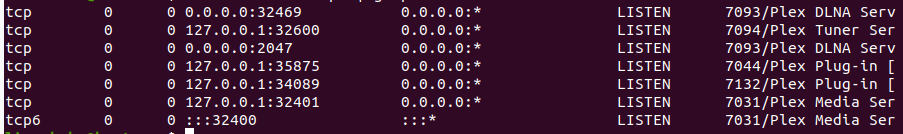 tcp 0 0 0.0.0.0:32469 0.0.0.0:* LISTEN 7093/Plex DLNA Serv
tcp 0 0 127.0.0.1:32600 0.0.0.0:* LISTEN 7094/Plex Tuner Ser
tcp 0 0 0.0.0.0:2047 0.0.0.0:* LISTEN 7093/Plex DLNA Serv
tcp 0 0 127.0.0.1:35875 0.0.0.0:* LISTEN 7044/Plex Plug-in [
tcp 0 0 127.0.0.1:34089 0.0.0.0:* LISTEN 7132/Plex Plug-in [
tcp 0 0 127.0.0.1:32401 0.0.0.0:* LISTEN 7031/Plex Media Ser
tcp6 0 0 :::32400 :::* LISTEN 7031/Plex Media Ser